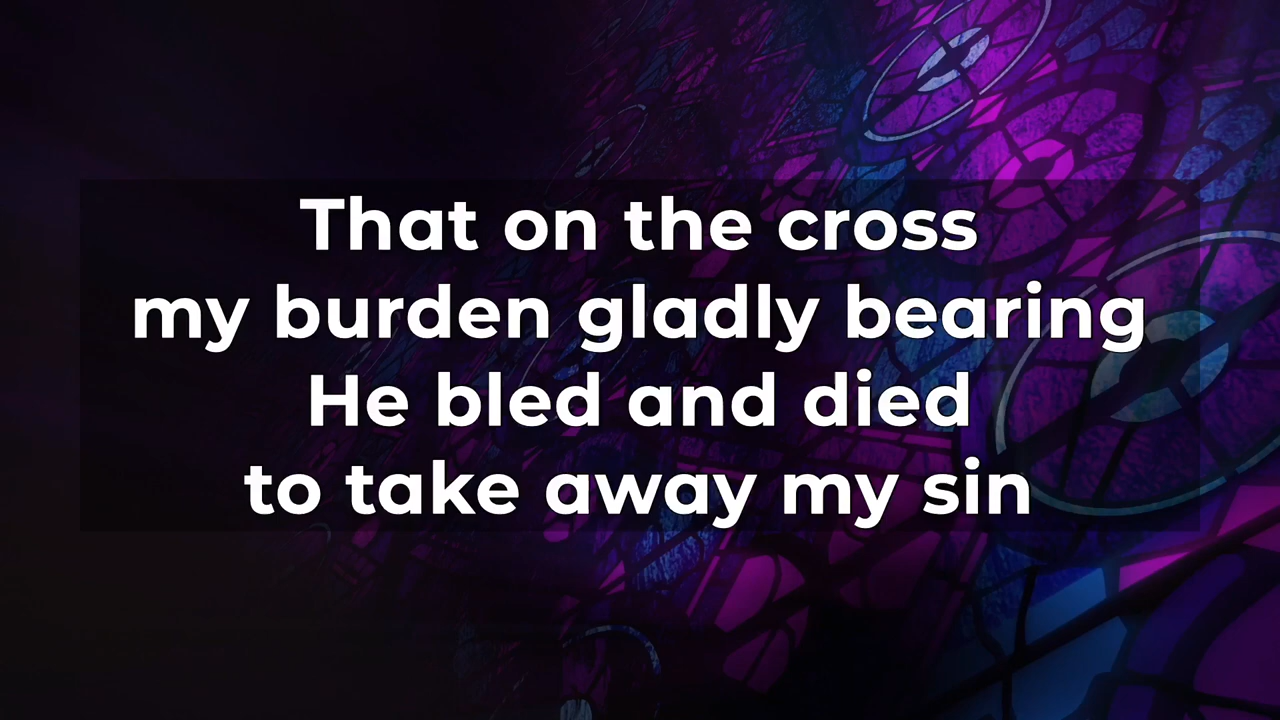 That on the cross
my burden gladly bearing
He bled and died
to take away my sin